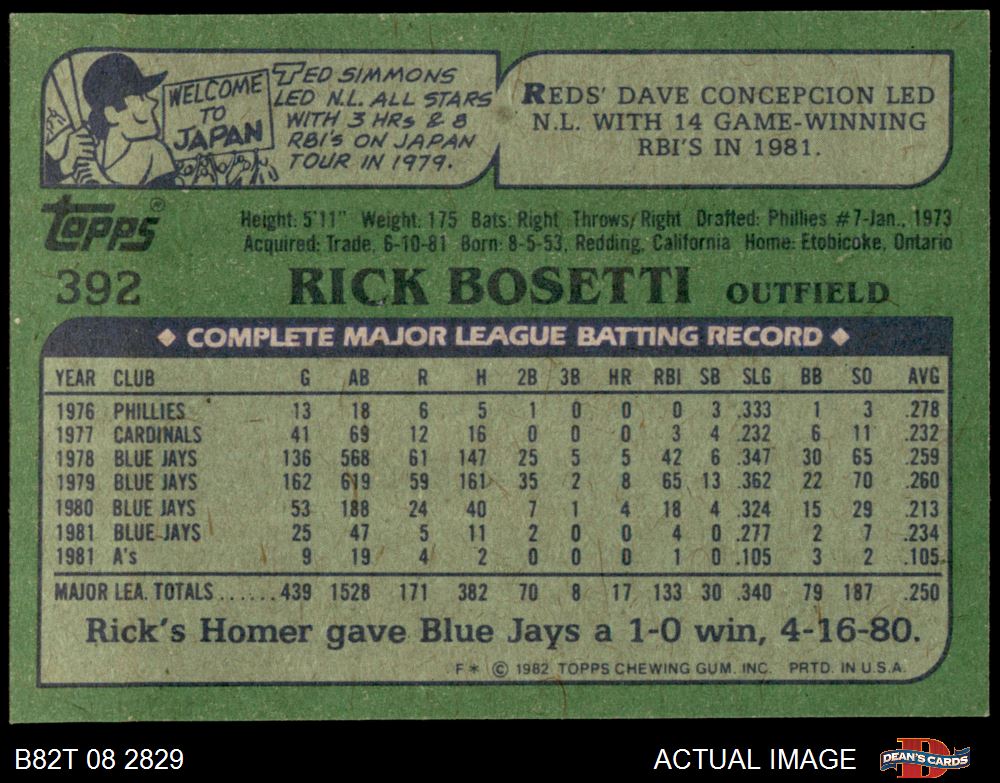 WELCOME
TO
JAPAN
TED SIMMONS
LED N.L. ALL STARS
WITH 3 HRs & 8
RBI'S ON JAPAN
TOUR IN 1979.
REDS' DAVE CONCEPCION LED
N.L. WITH 14 GAME-WINNING
RBI'S IN 1981.
topps®
Height: 5'11" Weight: 175 Bats: Right Throws/Right Drafted: Phillies #7-Jan., 1973
Acquired: Trade, 6-10-81 Born: 8-5-53, Redding, California Home: Etobicoke, Ontario
392 RICK BOSETTI OUTFIELD
◆ COMPLETE MAJOR LEAGUE BATTING RECORD ◆
YEAR CLUB G AB R H 2B 3B HR RBI SB SLG BB SO AVG
1976 PHILLIES 13 18 6 5 1 0 0 0 3 .333 1 3 .278
1977 CARDINALS 41 69 12 16 0 0 0 3 4 .232 6 11 .232
1978 BLUE JAYS 136 568 61 147 25 5 5 42 6 .347 30 65 .259
1979 BLUE JAYS 162 619 59 161 35 2 8 65 13 .362 22 70 .260
1980 BLUE JAYS 53 188 24 40 7 1 4 18 4 .324 15 29 .213
1981 BLUE JAYS 25 47 5 11 2 0 0 4 0 .277 2 7 .234
1981 A's 9 19 4 2 0 0 0 1 0 .105 3 2 .105
MAJOR LEA. TOTALS ...... 439 1528 171 382 70 8 17 133 30 .340 79 187 .250
Rick's Homer gave Blue Jays a 1-0 win, 4-16-80.
F* © 1982 TOPPS CHEWING GUM. INC. PRTD. IN U.S.A.
B82T 08 2829 ACTUAL IMAGE DEAN'S CARDS